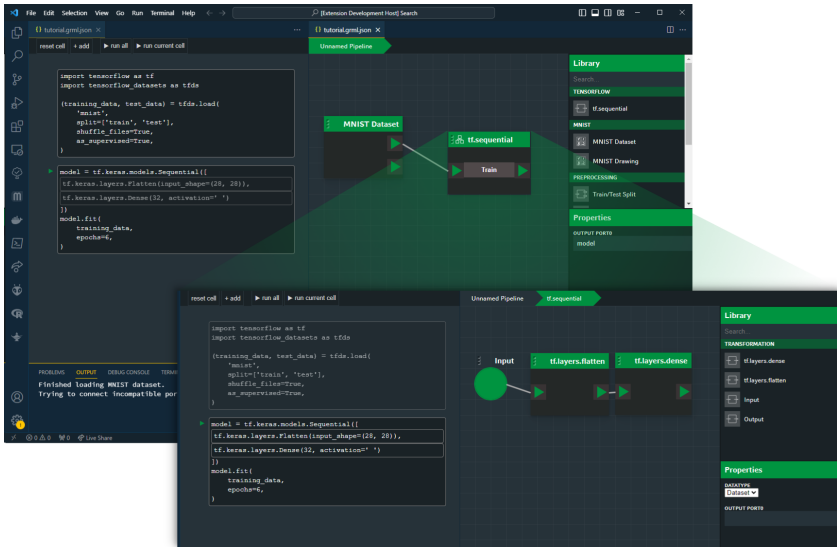 File Edit Selection View Go Run Terminal Help
[Extension Development Host] Search
{} tutorial.grml.json ×
{} tutorial.grml.json ×
reset cell + add ▶ run all ▶ run current cell
Unnamed Pipeline
import tensorflow as tf
import tensorflow_datasets as tfds
(training_data, test_data) = tfds.load(
'mnist',
split=['train', 'test'],
shuffle_files=True,
as_supervised=True,
)
model = tf.keras.models.Sequential([
tf.keras.layers.Flatten(input_shape=(28, 28)),
tf.keras.layers.Dense(32, activation=' ')
])
model.fit(
training_data,
epochs=6,
)
MNIST Dataset
tf.sequential
Train
Library
Search...
TENSORFLOW
tf.sequential
MNIST
MNIST Dataset
MNIST Drawing
PREPROCESSING
Train/Test Split
Properties
OUTPUT PORT0
model
PROBLEMS OUTPUT DEBUG CONSOLE
Finished loading MNIST dataset.
Trying to connect incompatible por
0 0 0 Live Share
reset cell + add ▶ run all ▶ run current cell
Unnamed Pipeline
tf.sequential
import tensorflow as tf
import tensorflow_datasets as tfds
(training_data, test_data) = tfds.load(
'mnist',
split=['train', 'test'],
shuffle_files=True,
as_supervised=True,
)
model = tf.keras.models.Sequential([
tf.keras.layers.Flatten(input_shape=(28, 28)),
tf.keras.layers.Dense(32, activation=' ')
])
model.fit(
training_data,
epochs=6,
)
Input
tf.layers.flatten
tf.layers.dense
Library
Search...
TRANSFORMATION
tf.layers.dense
tf.layers.flatten
Input
Output
Properties
DATATYPE
Dataset
OUTPUT PORT0